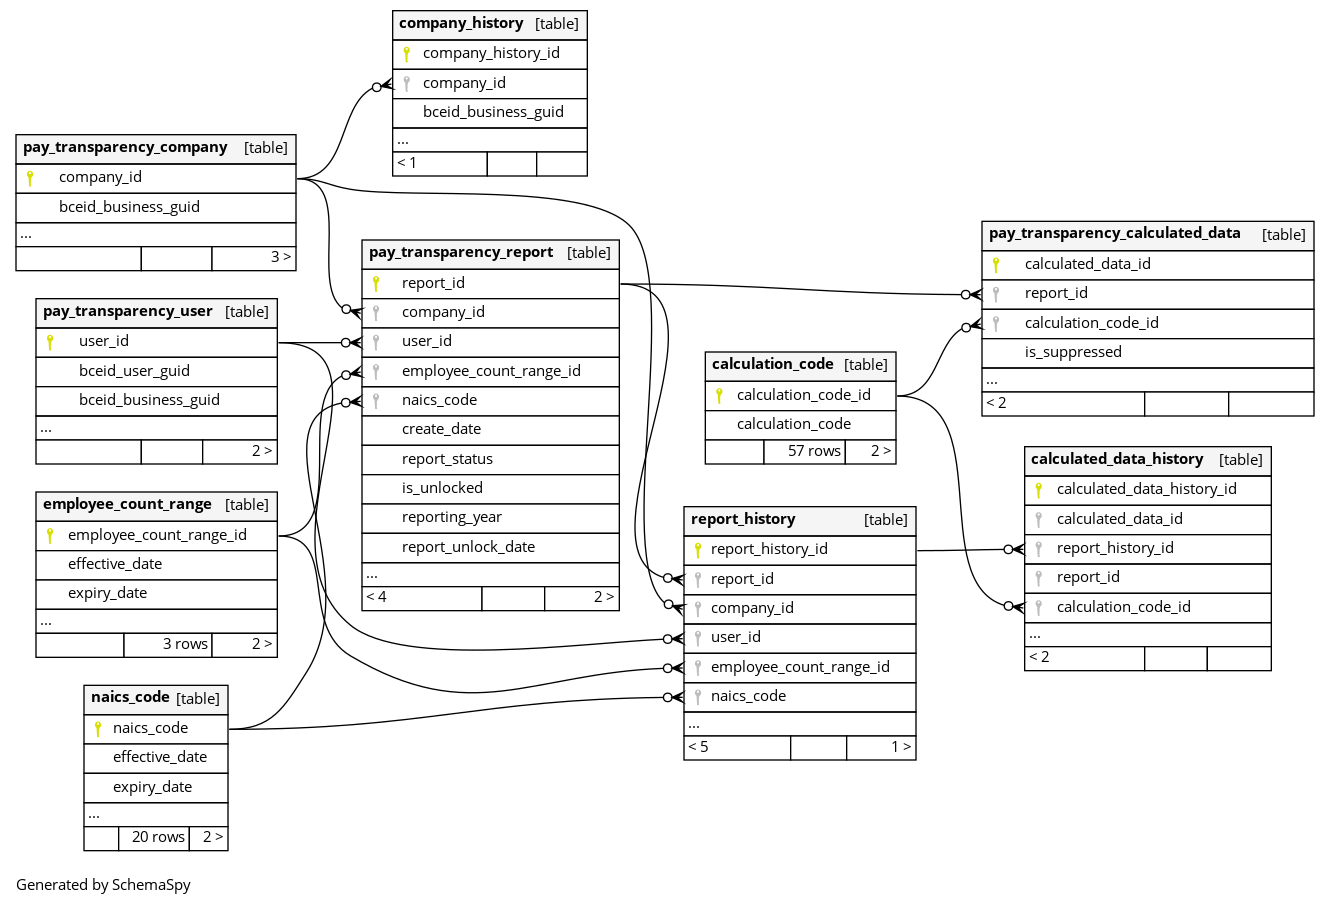 company_history [table]
company_history_id
company_id
bceid_business_guid
...
< 1
pay_transparency_company [table]
company_id
bceid_business_guid
...
3 >
pay_transparency_report [table]
report_id
company_id
user_id
employee_count_range_id
naics_code
create_date
report_status
is_unlocked
reporting_year
report_unlock_date
...
< 4 2 >
pay_transparency_user [table]
user_id
bceid_user_guid
bceid_business_guid
...
2 >
employee_count_range [table]
employee_count_range_id
effective_date
expiry_date
...
3 rows 2 >
naics_code [table]
naics_code
effective_date
expiry_date
...
20 rows 2 >
pay_transparency_calculated_data [table]
calculated_data_id
report_id
calculation_code_id
is_suppressed
...
< 2
calculation_code [table]
calculation_code_id
calculation_code
57 rows 2 >
calculated_data_history [table]
calculated_data_history_id
calculated_data_id
report_history_id
report_id
calculation_code_id
...
< 2
report_history [table]
report_history_id
report_id
company_id
user_id
employee_count_range_id
naics_code
...
< 5 1 >
Generated by SchemaSpy